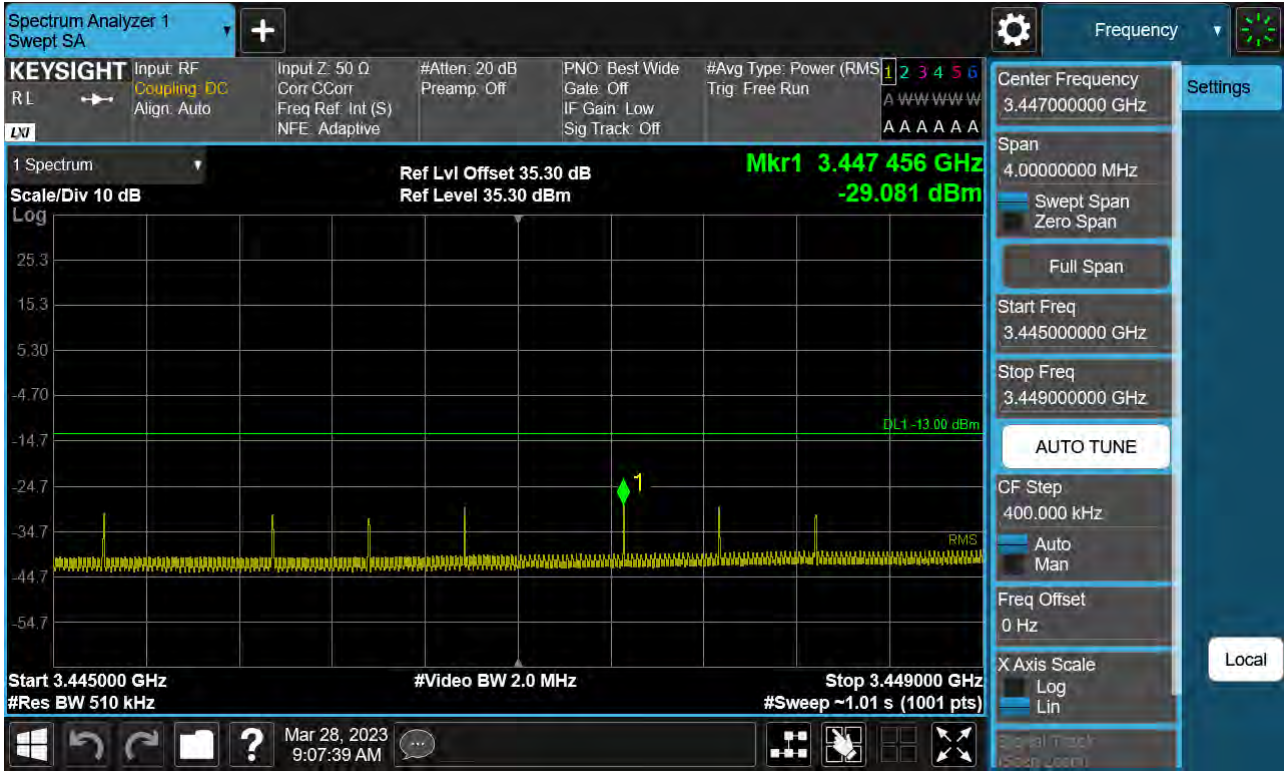 Spectrum Analyzer 1
Swept SA
+
Frequency
KEYSIGHT
RL
LXI
Input: RF
Coupling: DC
Align: Auto
Input Z: 50 Ω
Corr CCorr
Freq Ref: Int (S)
NFE: Adaptive
#Atten: 20 dB
Preamp: Off
PNO: Best Wide
Gate: Off
IF Gain: Low
Sig Track: Off
#Avg Type: Power (RMS
Trig: Free Run
1 2 3 4 5 6
A W W W W W
A A A A A A
1 Spectrum
Scale/Div 10 dB
Log
Ref Lvl Offset 35.30 dB
Ref Level 35.30 dBm
Mkr1 3.447 456 GHz
-29.081 dBm
25.3
15.3
5.30
-4.70
-14.7
-24.7
-34.7
-44.7
-54.7
DL1 -13.00 dBm
1
RMS
Start 3.445000 GHz
#Res BW 510 kHz
#Video BW 2.0 MHz
Stop 3.449000 GHz
#Sweep ~1.01 s (1001 pts)
Center Frequency
3.447000000 GHz
Span
4.00000000 MHz
Swept Span
Zero Span
Full Span
Start Freq
3.445000000 GHz
Stop Freq
3.449000000 GHz
AUTO TUNE
CF Step
400.000 kHz
Auto
Man
Freq Offset
0 Hz
X Axis Scale
Log
Lin
Signal Track
(Span Zoom)
Settings
Local
?
Mar 28, 2023
9:07:39 AM